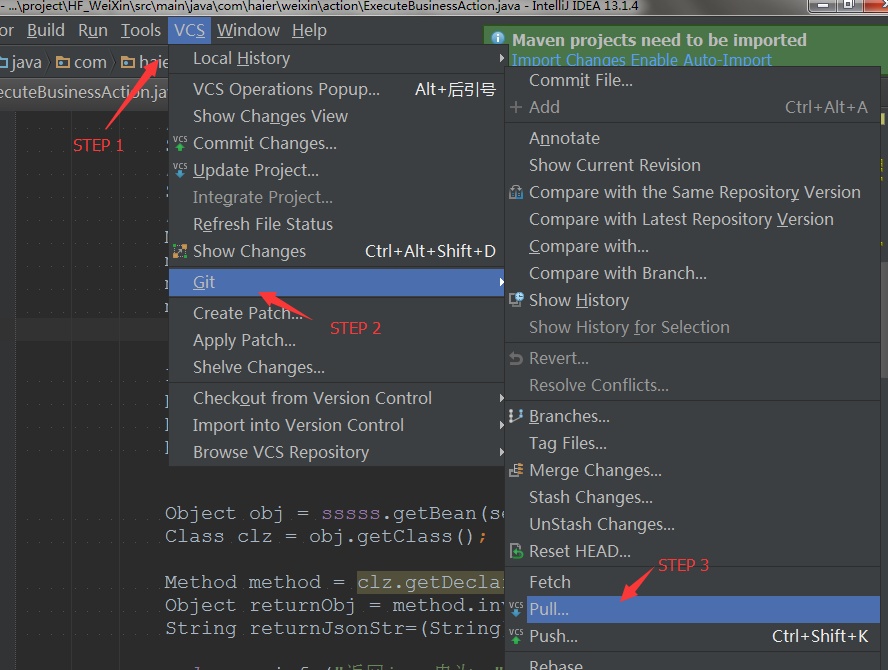 - ...\project\HF_WeiXin\src\main\java\com\haier\weixin\action\ExecuteBusinessAction.java - IntelliJ IDEA 13.1.4
or Build Run Tools VCS Window Help
java com haie
ecuteBusinessAction.ja
Maven projects need to be imported
Import Changes Enable Auto-Import
STEP 1
Local History
VCS Operations Popup... Alt+后引号
Show Changes View
Commit Changes...
Update Project...
Integrate Project...
Refresh File Status
Show Changes Ctrl+Alt+Shift+D
Git
Create Patch...
Apply Patch...
Shelve Changes...
Checkout from Version Control
Import into Version Control
Browse VCS Repository
STEP 2
Commit File...
Add Ctrl+Alt+A
Annotate
Show Current Revision
Compare with the Same Repository Version
Compare with Latest Repository Version
Compare with...
Compare with Branch...
Show History
Show History for Selection
Revert...
Resolve Conflicts...
Branches...
Tag Files...
Merge Changes...
Stash Changes...
UnStash Changes...
Reset HEAD...
Fetch
STEP 3
Pull...
Push... Ctrl+Shift+K
Rebase
Object obj = sssss.getBean(se
Class clz = obj.getClass();
Method method = clz.getDecla
Object returnObj = method.inv
String returnJsonStr=(String